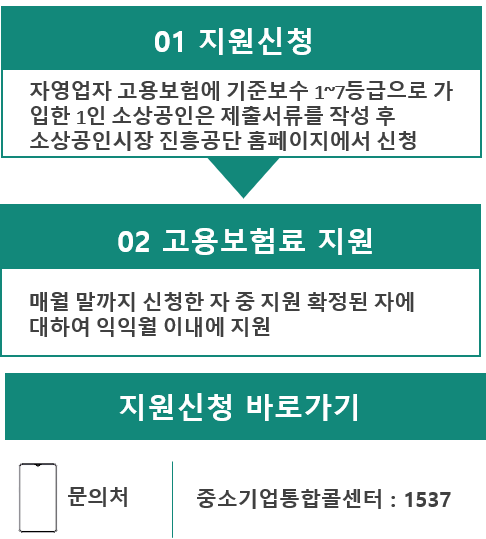 01 지원신청
자영업자 고용보험에 기준보수 1~7등급으로 가
입한 1인 소상공인은 제출서류를 작성 후
소상공인시장 진흥공단 홈페이지에서 신청
02 고용보험료 지원
매월 말까지 신청한 자 중 지원 확정된 자에
대하여 익익월 이내에 지원
지원신청 바로가기
문의처
중소기업통합콜센터 : 1537